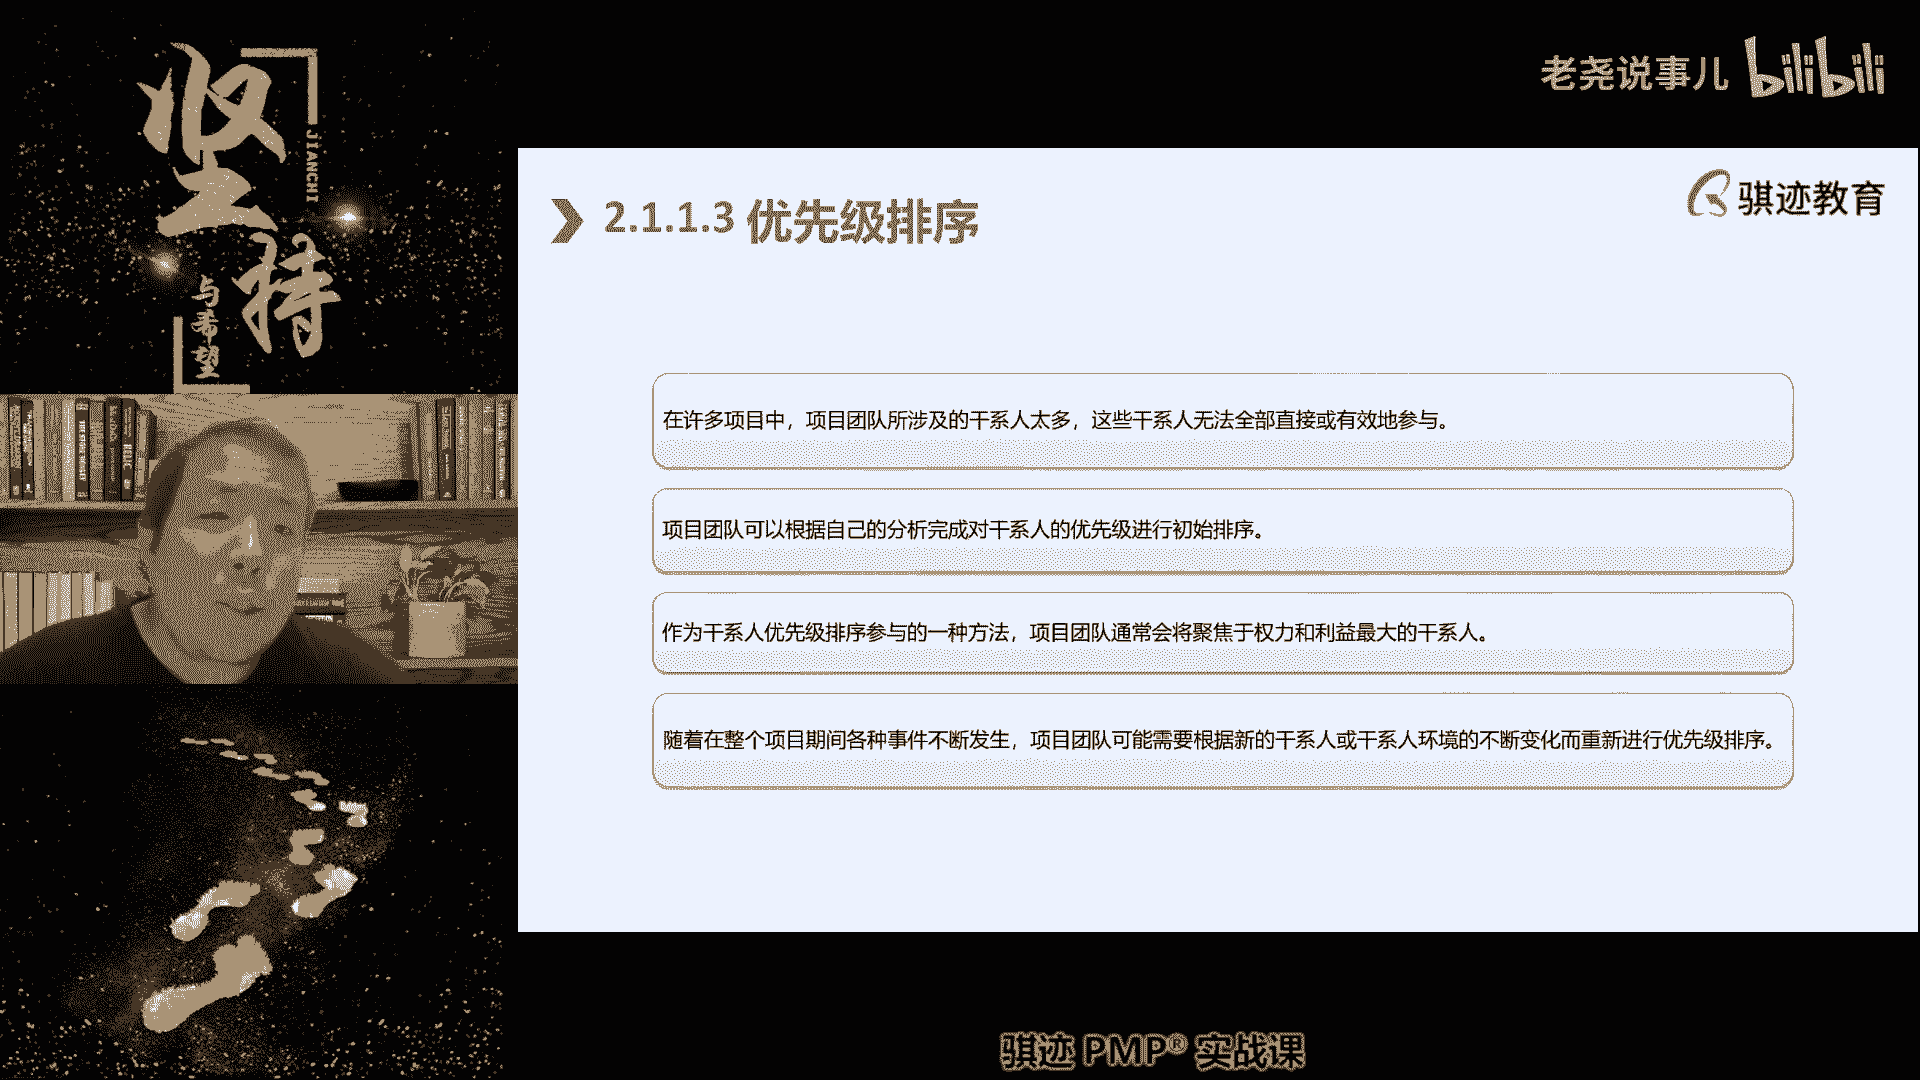 坚持
JIANCHI
与希望
老尧说事儿 bilibili
骐迹教育
2.1.1.3 优先级排序
在许多项目中，项目团队所涉及的干系人太多，这些干系人无法全部直接或有效地参与。
项目团队可以根据自己的分析完成对干系人的优先级进行初始排序。
作为干系人优先级排序参与的一种方法，项目团队通常会将聚焦于权力和利益最大的干系人。
随着在整个项目期间各种事件不断发生，项目团队可能需要根据新的干系人或干系人环境的不断变化而重新进行优先级排序。
骐迹 PMP® 实战课